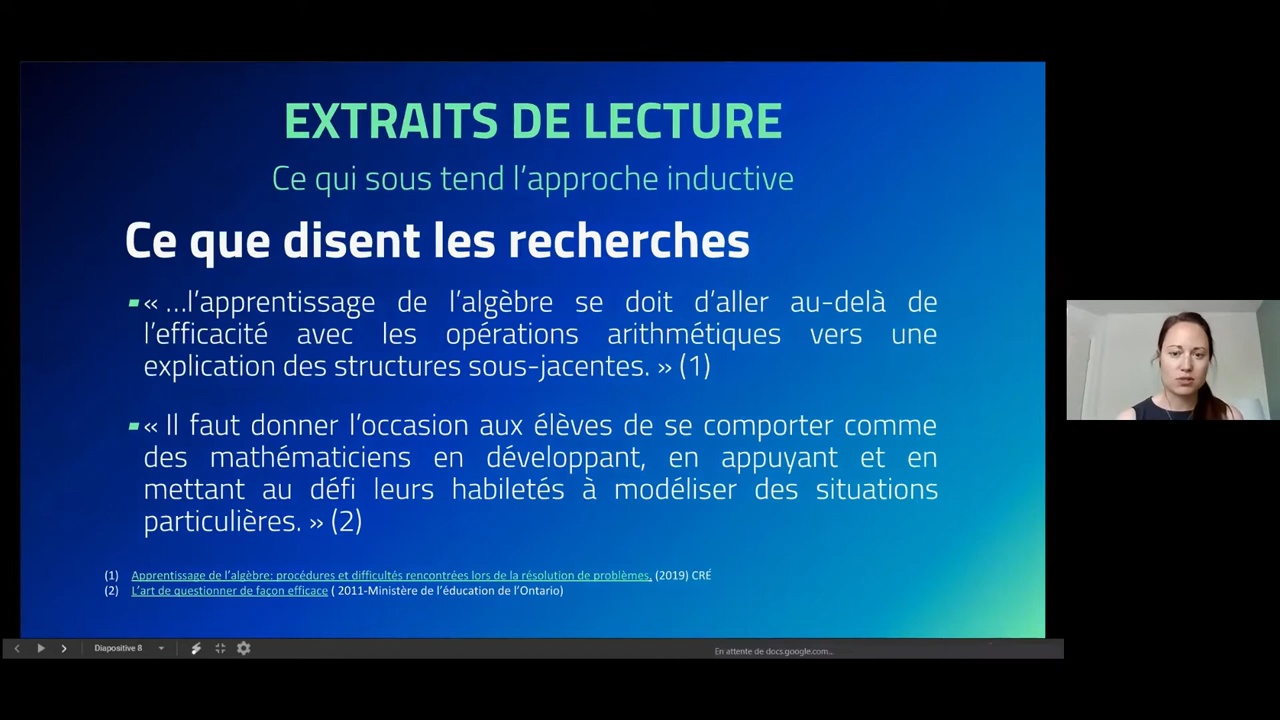 EXTRAITS DE LECTURE
Ce qui sous tend l'approche inductive
Ce que disent les recherches
« ...l'apprentissage de l'algèbre se doit d'aller au-delà de
l'efficacité avec les opérations arithmétiques vers une
explication des structures sous-jacentes. » (1)
« Il faut donner l'occasion aux élèves de se comporter comme
des mathématiciens en développant, en appuyant et en
mettant au défi leurs habiletés à modéliser des situations
particulières. » (2)
(1) Apprentissage de l'algèbre: procédures et difficultés rencontrées lors de la résolution de problèmes. (2019) CRÉ
(2) L'art de questionner de façon efficace ( 2011-Ministère de l'éducation de l'Ontario)
Diapositive 8
En attente de docs.google.com...